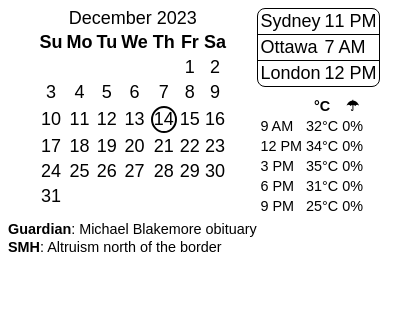 December 2023
Su Mo Tu We Th Fr Sa
1 2
3 4 5 6 7 8 9
10 11 12 13 14 15 16
17 18 19 20 21 22 23
24 25 26 27 28 29 30
31
Sydney 11 PM
Ottawa 7 AM
London 12 PM
°C ☂
9 AM 32°C 0%
12 PM 34°C 0%
3 PM 35°C 0%
6 PM 31°C 0%
9 PM 25°C 0%
Guardian: Michael Blakemore obituary
SMH: Altruism north of the border